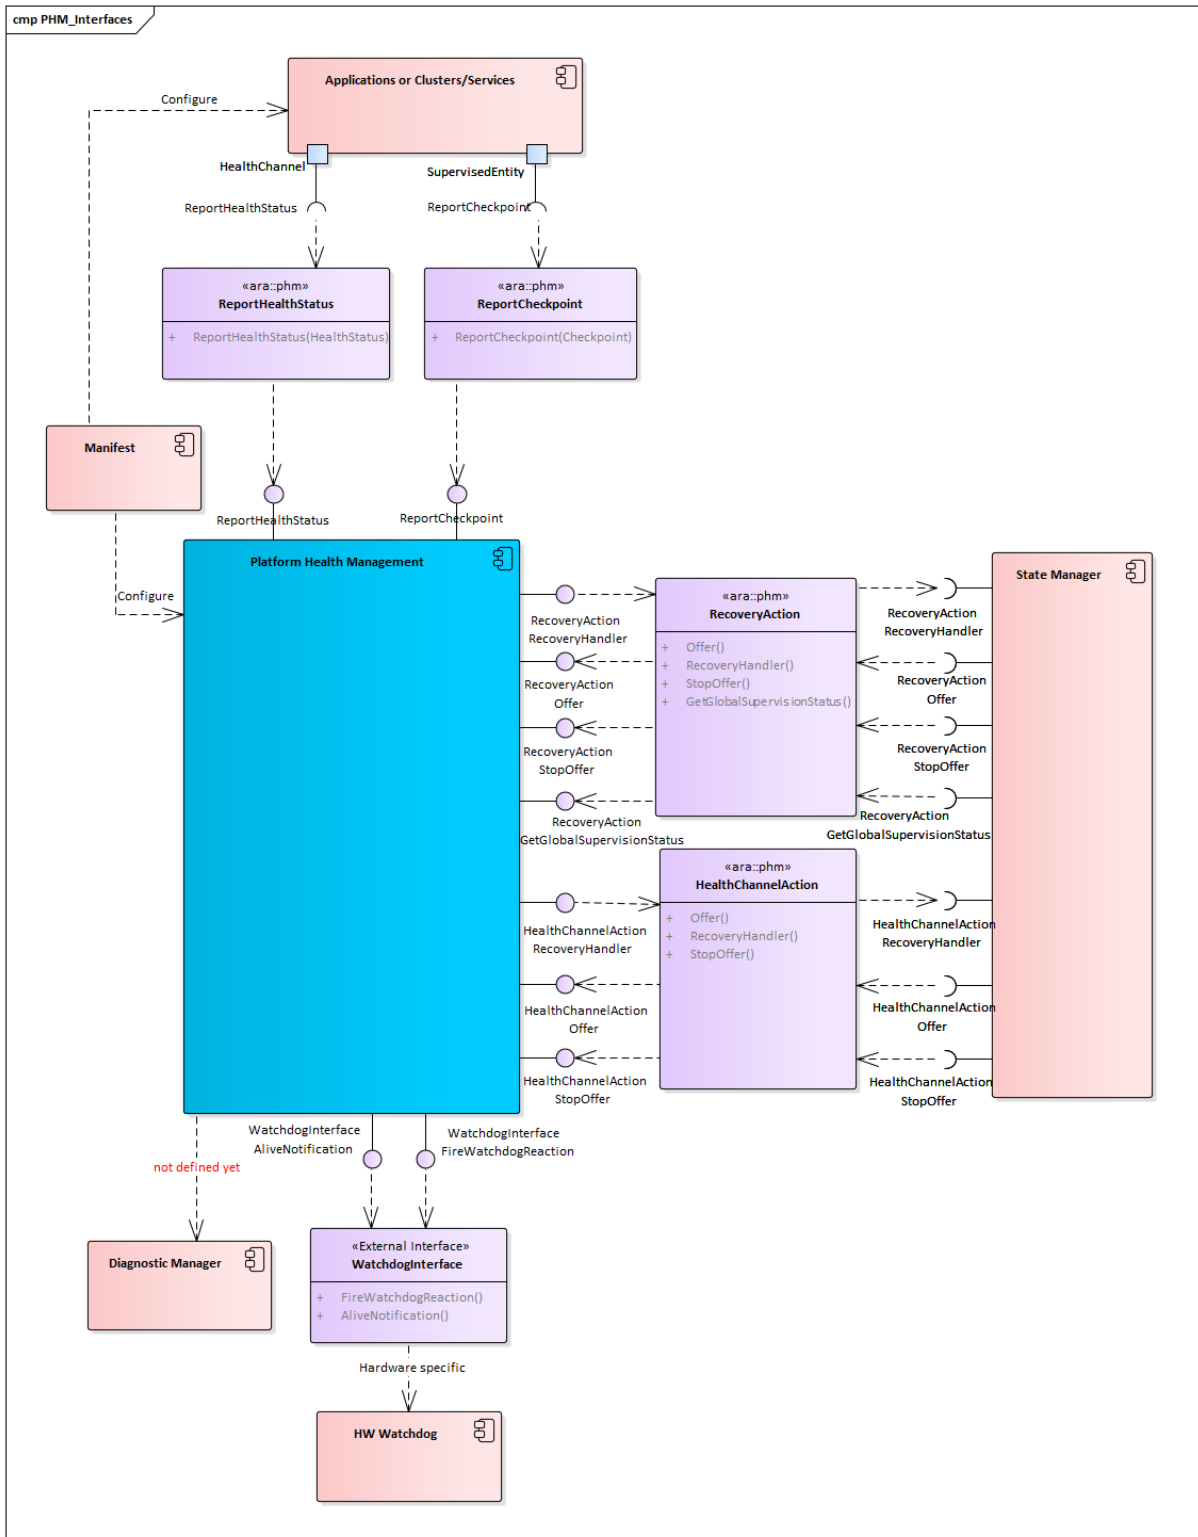 cmp PHM_Interfaces
Applications or Clusters/Services
Configure
HealthChannel
SupervisedEntity
ReportHealthStatus
ReportCheckpoint
«ara::phm»
ReportHealthStatus
+ ReportHealthStatus(HealthStatus)
«ara::phm»
ReportCheckpoint
+ ReportCheckpoint(Checkpoint)
Manifest
ReportHealthStatus
ReportCheckpoint
Configure
Platform Health Management
RecoveryAction
RecoveryHandler
RecoveryAction
Offer
RecoveryAction
StopOffer
RecoveryAction
GetGlobalSupervisionStatus
HealthChannelAction
RecoveryHandler
HealthChannelAction
Offer
HealthChannelAction
StopOffer
«ara::phm»
RecoveryAction
+ Offer()
+ RecoveryHandler()
+ StopOffer()
+ GetGlobalSupervisionStatus()
«ara::phm»
HealthChannelAction
+ Offer()
+ RecoveryHandler()
+ StopOffer()
RecoveryAction
RecoveryHandler
RecoveryAction
Offer
RecoveryAction
StopOffer
RecoveryAction
GetGlobalSupervisionStatus
HealthChannelAction
RecoveryHandler
HealthChannelAction
Offer
HealthChannelAction
StopOffer
State Manager
WatchdogInterface
AliveNotification
WatchdogInterface
FireWatchdogReaction
not defined yet
Diagnostic Manager
«External Interface»
WatchdogInterface
+ FireWatchdogReaction()
+ AliveNotification()
Hardware specific
HW Watchdog